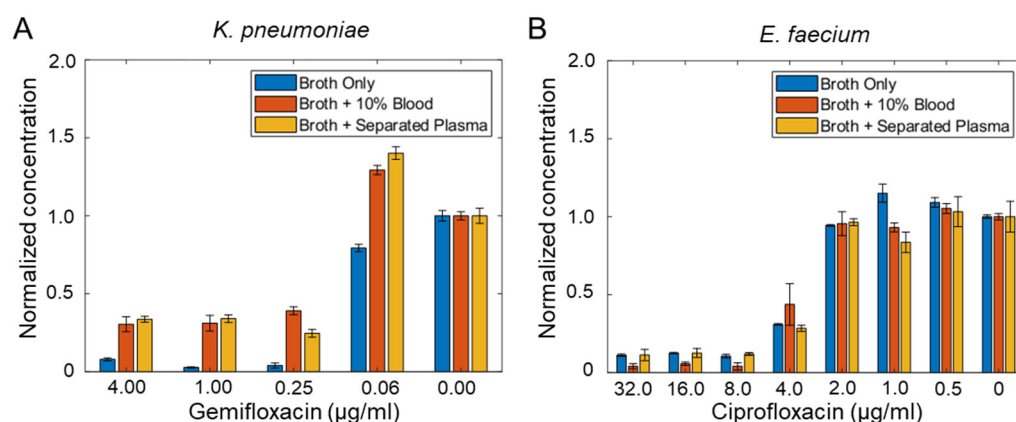 A
K. pneumoniae
2.0
1.5
1.0
0.5
0
Normalized concentration
Broth Only
Broth + 10% Blood
Broth + Separated Plasma
4.00 1.00 0.25 0.06 0.00
Gemifloxacin (µg/ml)
B
E. faecium
2.0
1.5
1.0
0.5
0
Normalized concentration
Broth Only
Broth + 10% Blood
Broth + Separated Plasma
32.0 16.0 8.0 4.0 2.0 1.0 0.5 0
Ciprofloxacin (µg/ml)